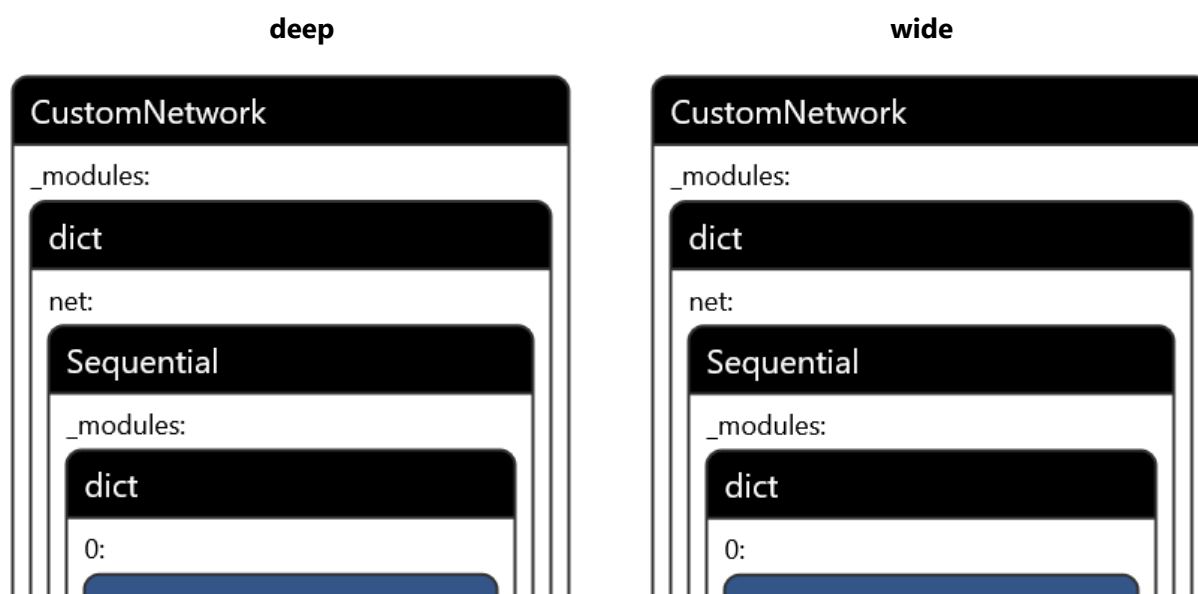 deep
CustomNetwork
_modules:
dict
net:
Sequential
_modules:
dict
0:
wide
CustomNetwork
_modules:
dict
net:
Sequential
_modules:
dict
0: